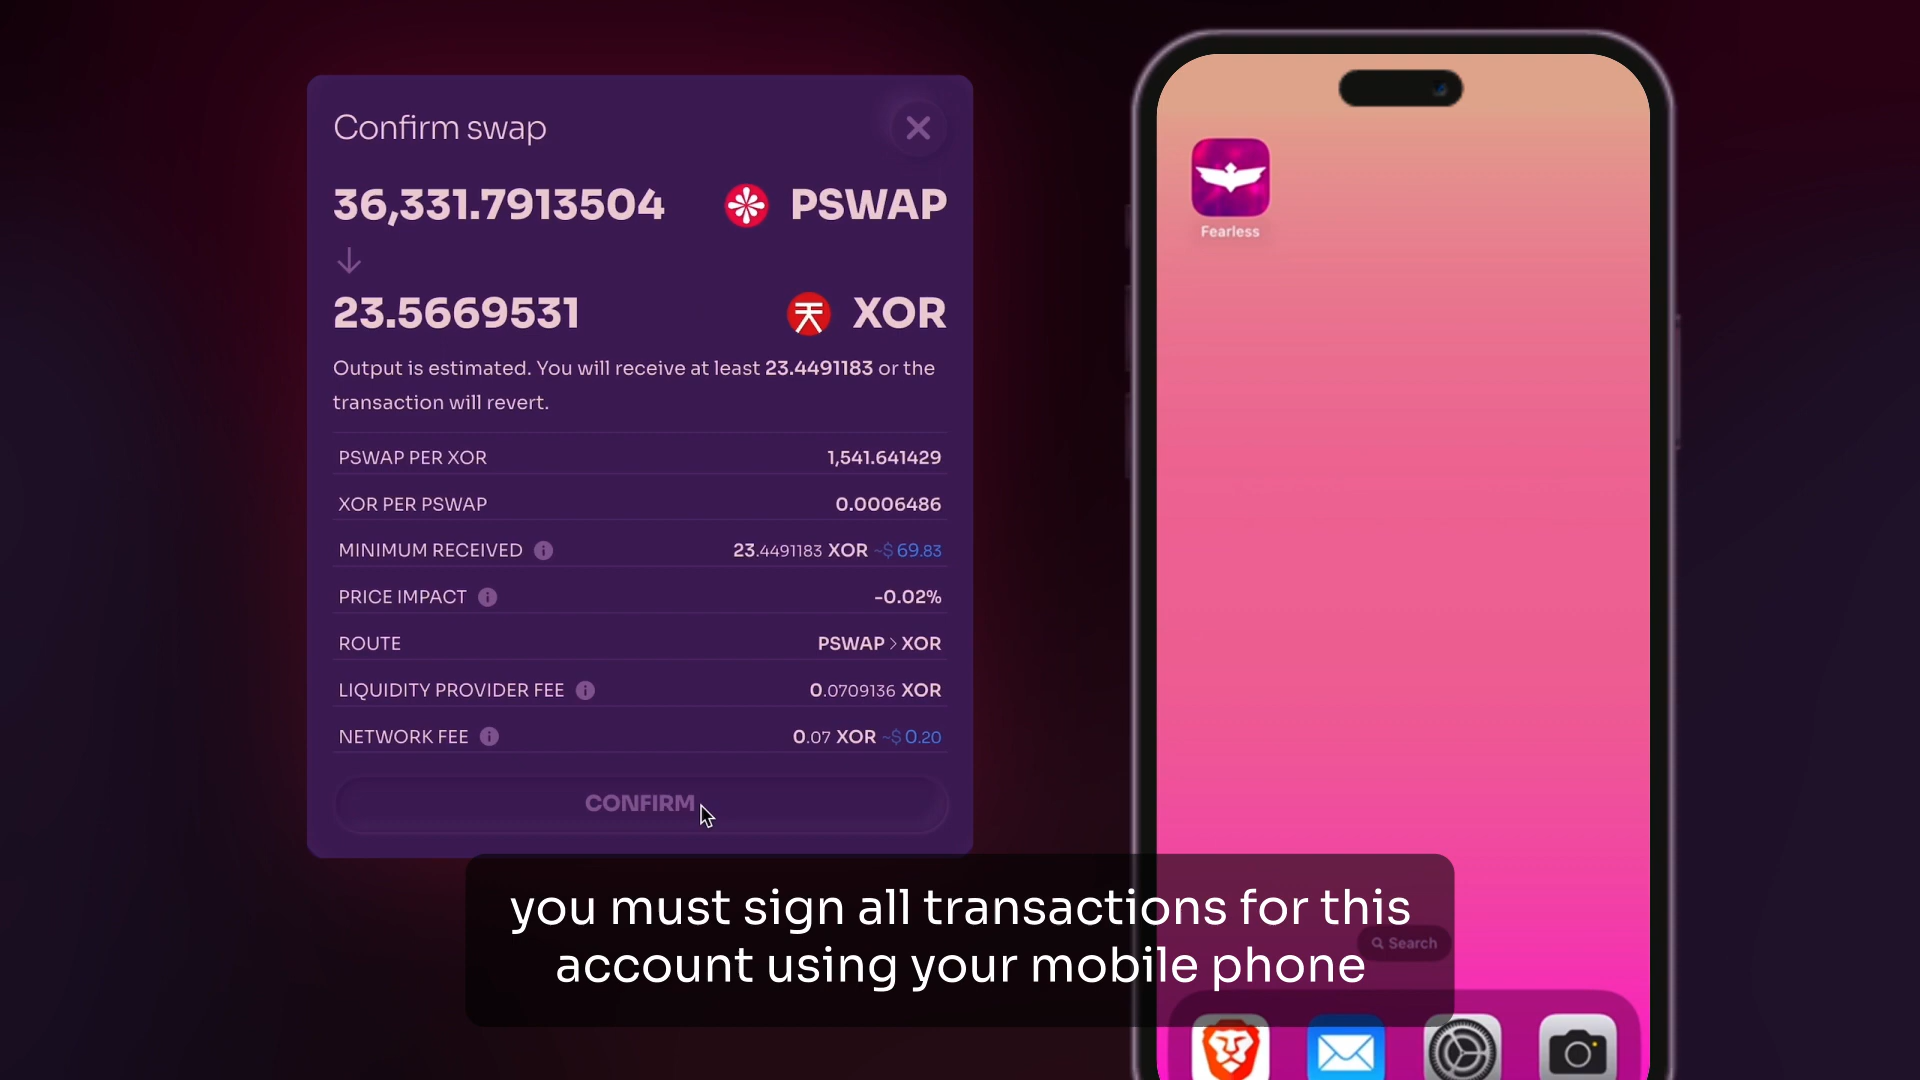 Confirm swap
36,331.7913504 PSWAP
23.5669531 XOR
Output is estimated. You will receive at least 23.4491183 or the
transaction will revert.
PSWAP PER XOR 1,541.641429
XOR PER PSWAP 0.0006486
MINIMUM RECEIVED 23.4491183 XOR ~$ 69.83
PRICE IMPACT -0.02%
ROUTE PSWAP > XOR
LIQUIDITY PROVIDER FEE 0.0709136 XOR
NETWORK FEE 0.07 XOR ~$ 0.20
CONFIRM
Fearless
Search
you must sign all transactions for this
account using your mobile phone